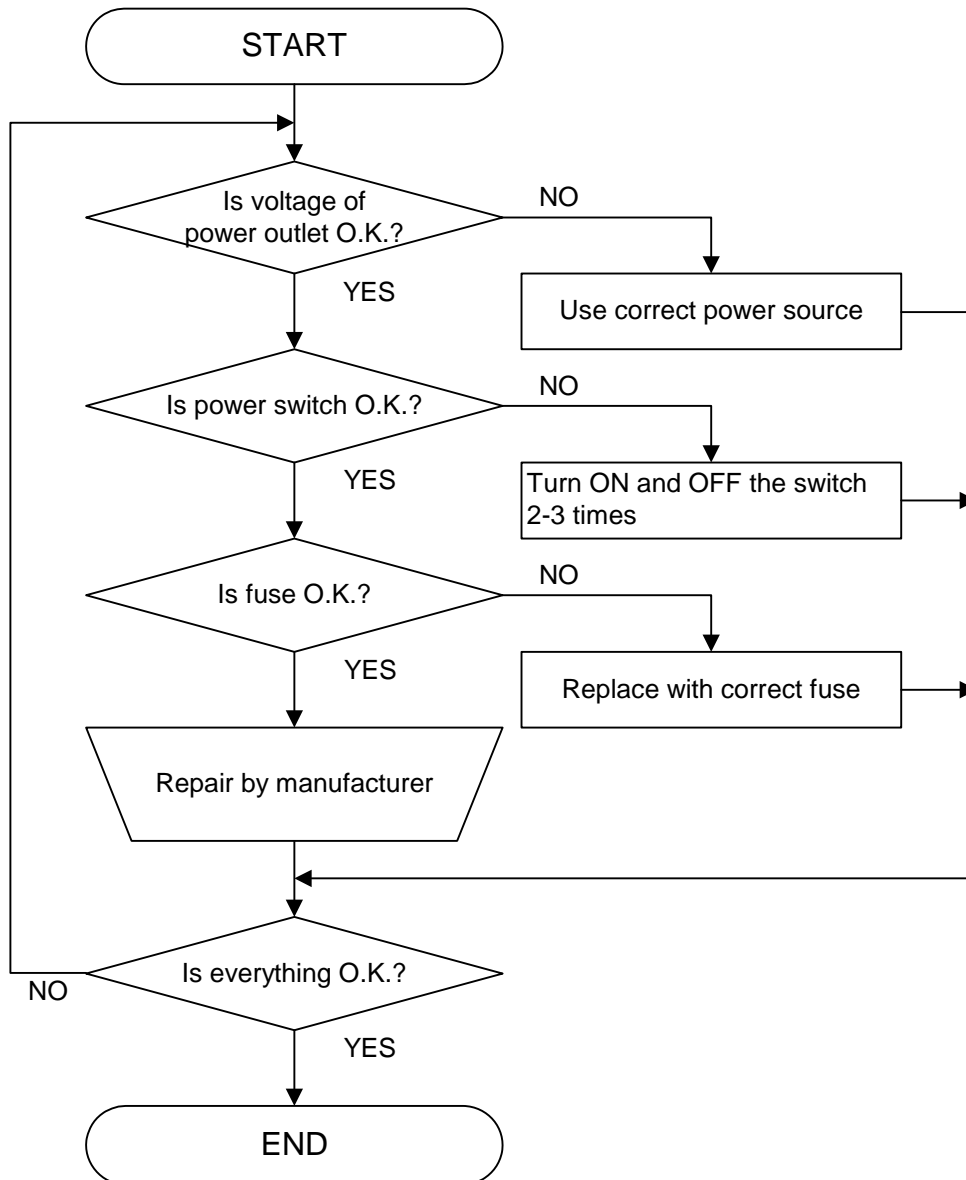 START
Is voltage of
power outlet O.K.?
NO
YES
Use correct power source
Is power switch O.K.?
NO
YES
Turn ON and OFF the switch
2-3 times
Is fuse O.K.?
NO
YES
Replace with correct fuse
Repair by manufacturer
Is everything O.K.?
NO
YES
END